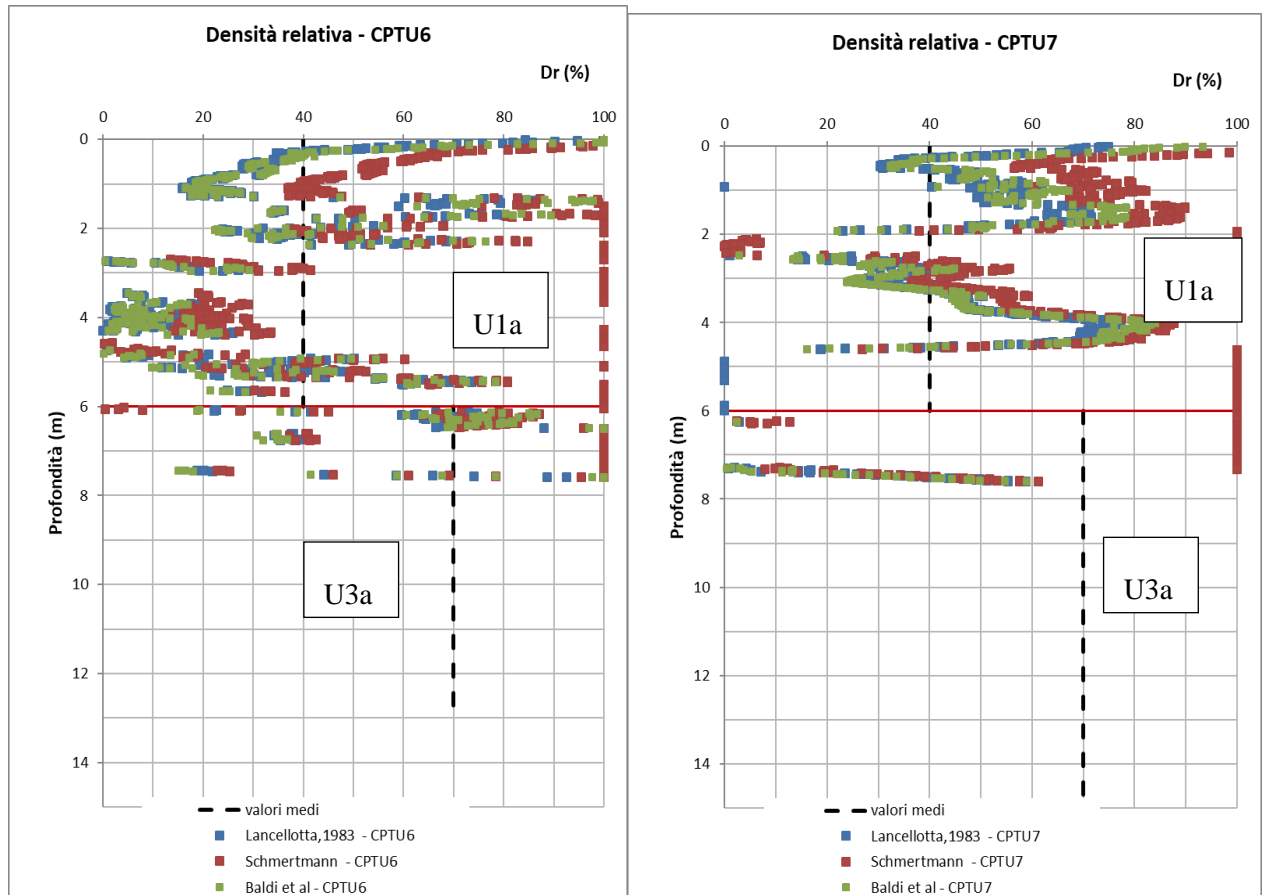 Densità relativa - CPTU6
Dr (%)
0 20 40 60 80 100
0
2
4
6
8
10
12
14
Profondità (m)
U1a
U3a
valori medi
Lancellotta,1983 - CPTU6
Schmertmann - CPTU6
Baldi et al - CPTU6
Densità relativa - CPTU7
Dr (%)
0 20 40 60 80 100
0
2
4
6
8
10
12
14
Profondità (m)
U1a
U3a
valori medi
Lancellotta,1983 - CPTU7
Schmertmann - CPTU7
Baldi et al - CPTU7